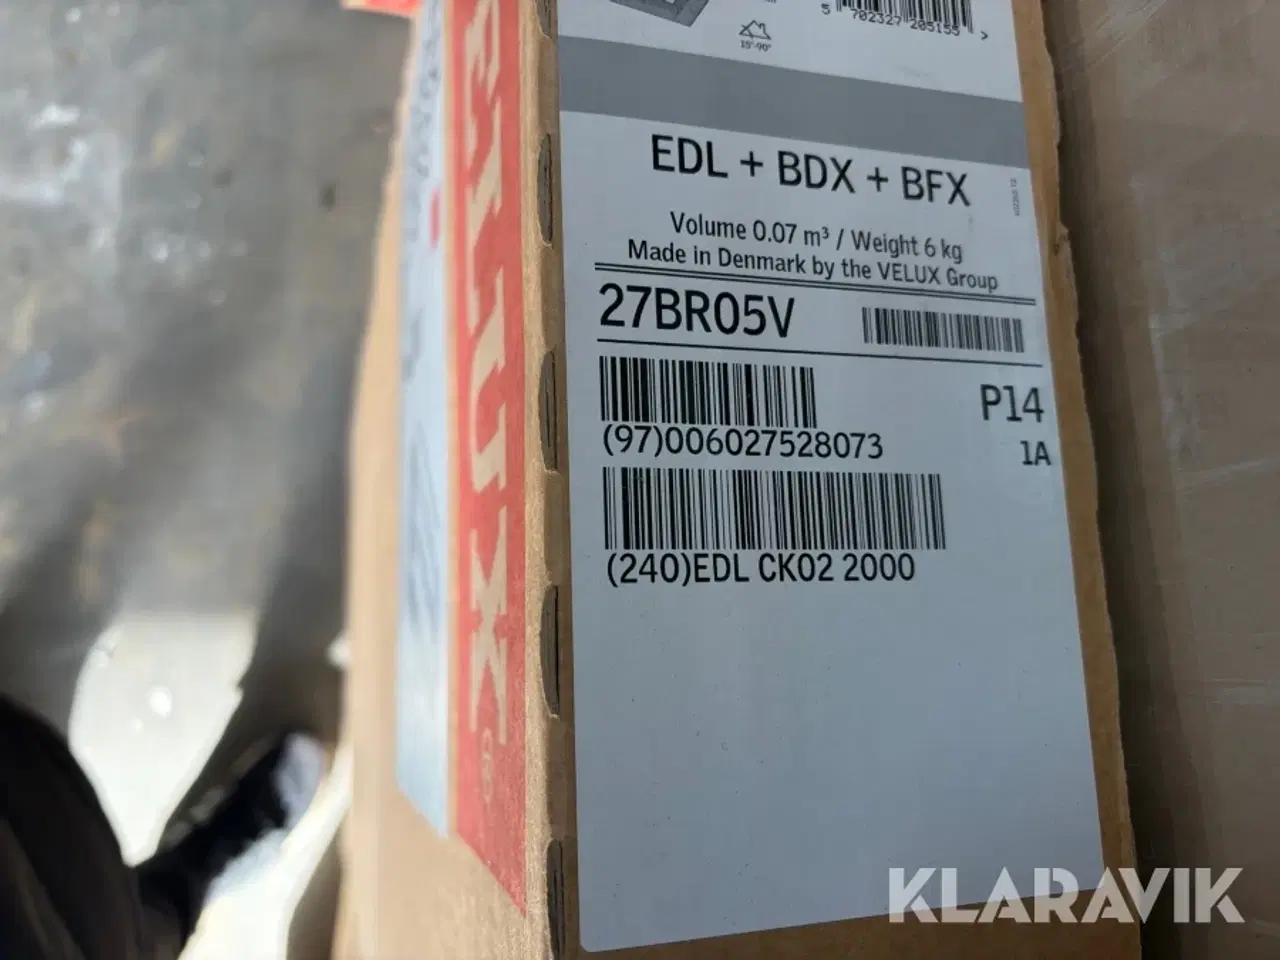 5 702327 205155 >
15°-90°
EDL + BDX + BFX
Volume 0.07 m³ / Weight 6 kg
Made in Denmark by the VELUX Group
27BR05V
P14
(97)006027528073
1A
(240)EDL CK02 2000
VELUX®
KLARAVIK